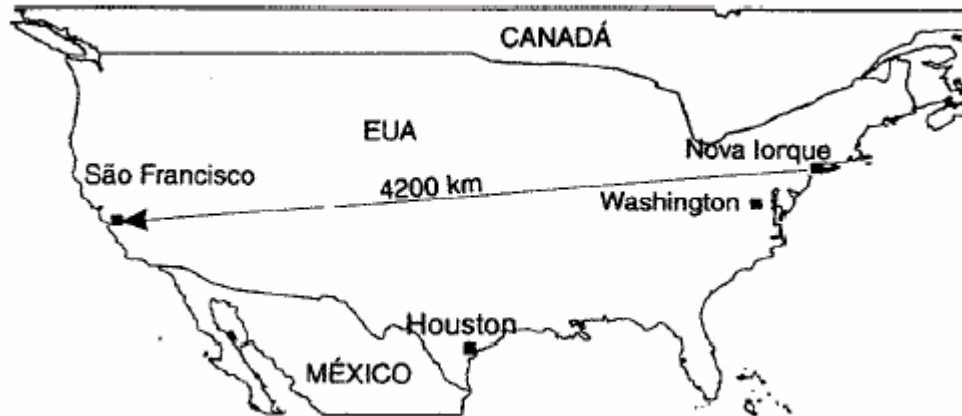 CANADÁ
EUA
Nova Iorque
São Francisco
4200 km
Washington
Houston
MÉXICO